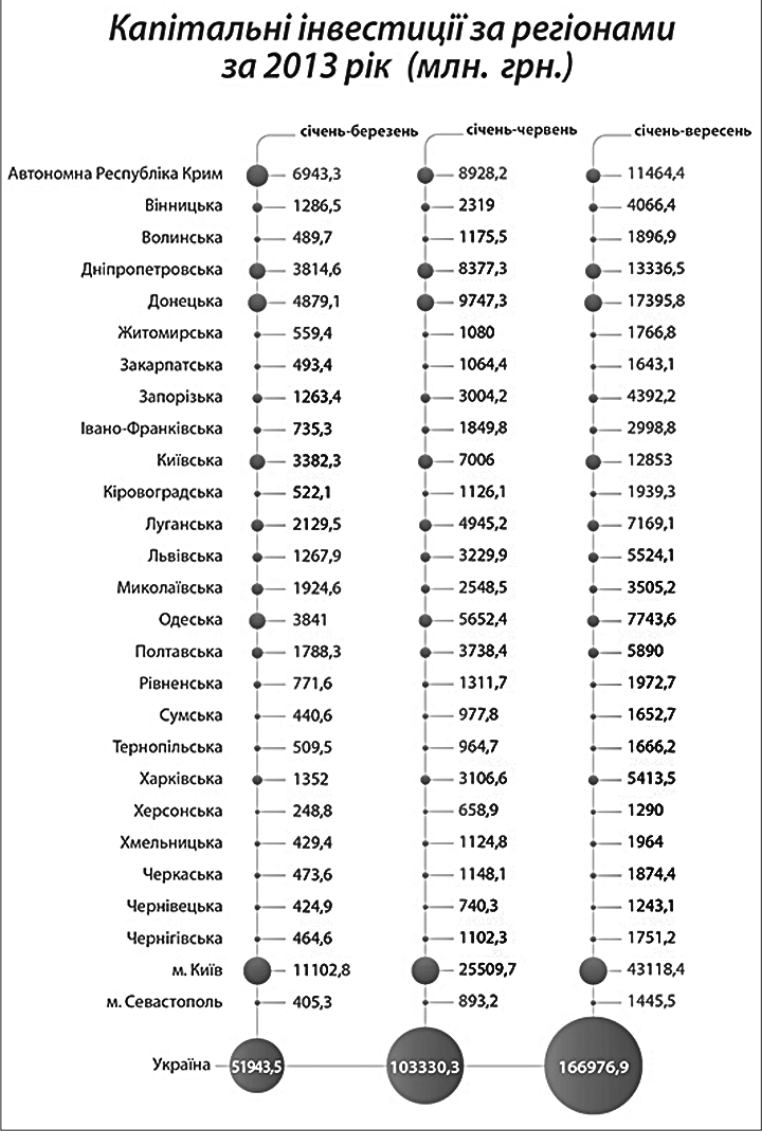 Капітальні інвестиції за регіонами
за 2013 рік (млн. грн.)
січень-березень січень-червень січень-вересень
Автономна Республіка Крим 6943,3 8928,2 11464,4
Вінницька 1286,5 2319 4066,4
Волинська 489,7 1175,5 1896,9
Дніпропетровська 3814,6 8377,3 13336,5
Донецька 4879,1 9747,3 17395,8
Житомирська 559,4 1080 1766,8
Закарпатська 493,4 1064,4 1643,1
Запорізька 1263,4 3004,2 4392,2
Івано-Франківська 735,3 1849,8 2998,8
Київська 3382,3 7006 12853
Кіровоградська 522,1 1126,1 1939,3
Луганська 2129,5 4945,2 7169,1
Львівська 1267,9 3229,9 5524,1
Миколаївська 1924,6 2548,5 3505,2
Одеська 3841 5652,4 7743,6
Полтавська 1788,3 3738,4 5890
Рівненська 771,6 1311,7 1972,7
Сумська 440,6 977,8 1652,7
Тернопільська 509,5 964,7 1666,2
Харківська 1352 3106,6 5413,5
Херсонська 248,8 658,9 1290
Хмельницька 429,4 1124,8 1964
Черкаська 473,6 1148,1 1874,4
Чернівецька 424,9 740,3 1243,1
Чернігівська 464,6 1102,3 1751,2
м. Київ 11102,8 25509,7 43118,4
м. Севастополь 405,3 893,2 1445,5
Україна 51943,5 103330,3 166976,9